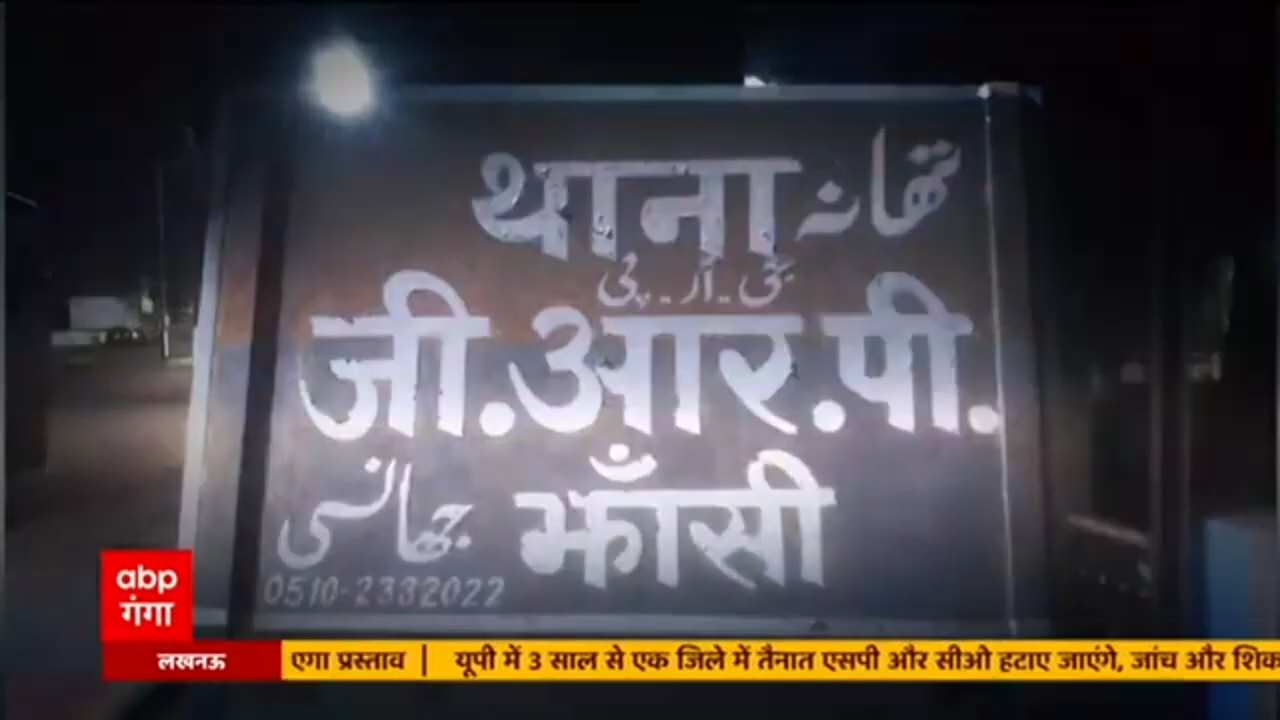 थाना تھانہ
جی ۔ آر ۔ پی
जी.आर.पी.
झाँसी جھانسی
0510-2332022
abp
गंगा
लखनऊ
एगा प्रस्ताव | यूपी में 3 साल से एक जिले में तैनात एसपी और सीओ हटाए जाएंगे, जांच और शिक